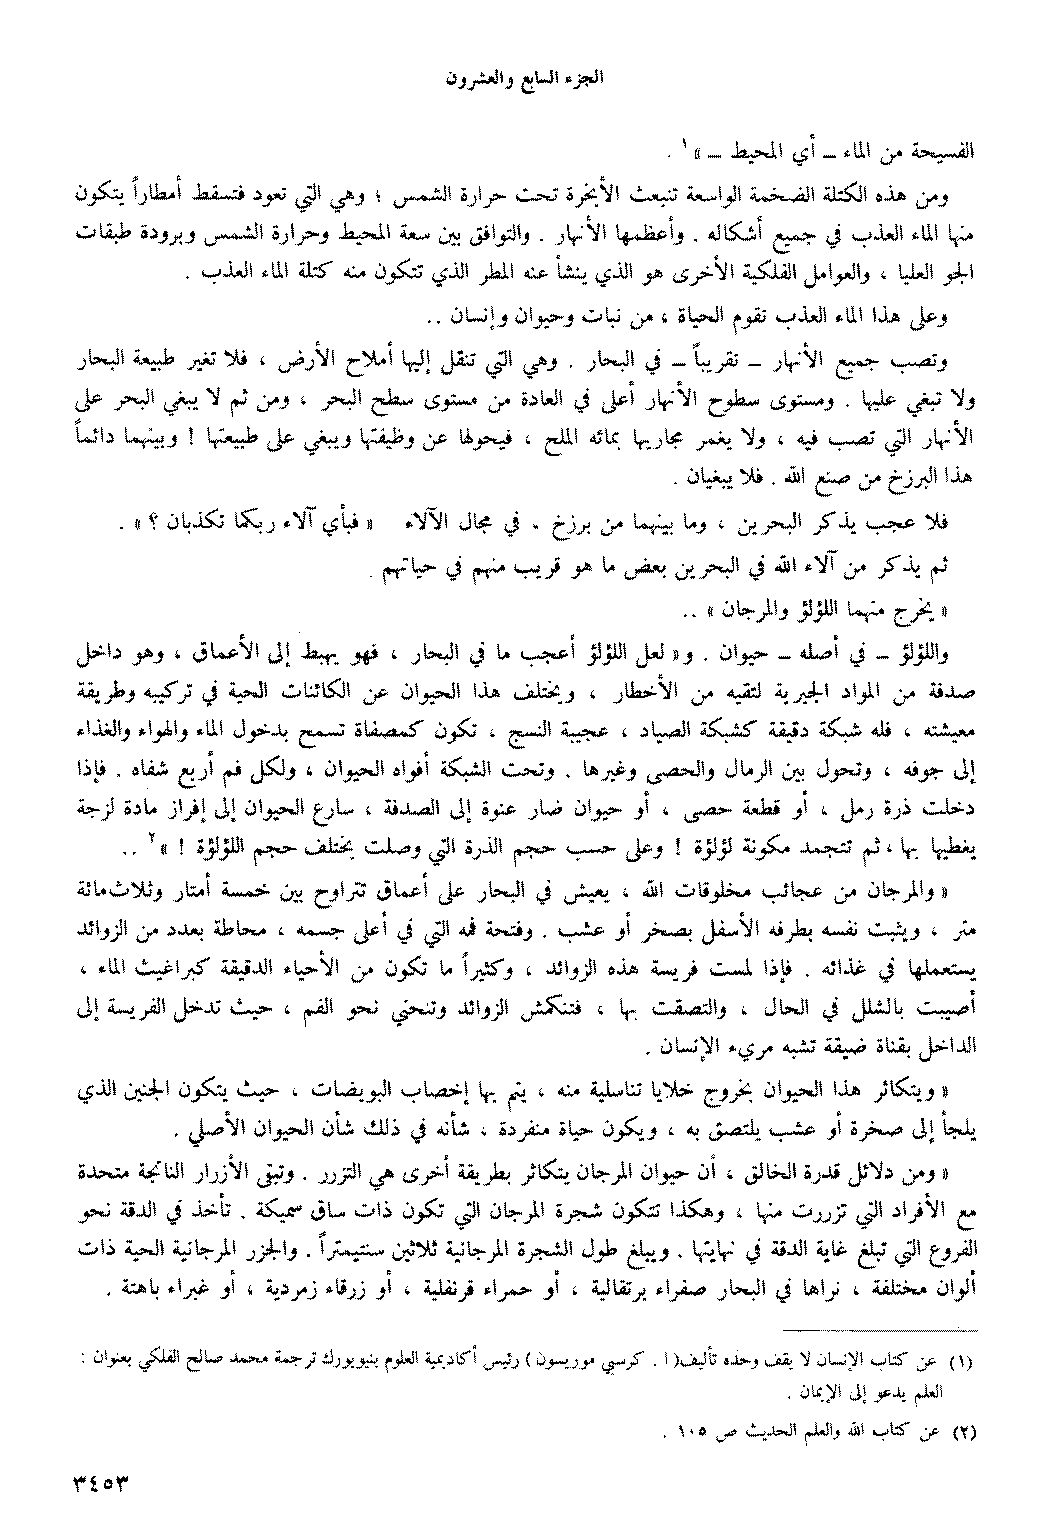 الجزء السابع والعشرون
الفسيحة من الماء – أي المحيط – »١ .
ومن هذه الكتلة الضخمة الواسعة تنبعث الأبخرة تحت حرارة الشمس ؛ وهي التي تعود فتسقط أمطاراً يتكون
منها الماء العذب في جميع أشكاله . وأعظمها الأنهار . والتوافق بين سعة المحيط وحرارة الشمس وبرودة طبقات
الجو العليا ، والعوامل الفلكية الأخرى هو الذي ينشأ عنه المطر الذي تتكون منه كتلة الماء العذب .
وعلى هذا الماء العذب تقوم الحياة ، من نبات وحيوان وإنسان ..
وتصب جميع الأنهار – تقريباً – في البحار . وهي التي تنقل إليها أملاح الأرض ، فلا تغير طبيعة البحار
ولا تبغي عليها . ومستوى سطوح الأنهار أعلى في العادة من مستوى سطح البحر ، ومن ثم لا يبغي البحر على
الأنهار التي تصب فيه ، ولا يغمر مجاريها بمائه الملح ، فيحولها عن وظيفتها ويبغي على طبيعتها ! وبينهما دائماً
هذا البرزخ من صنع الله . فلا يبغيان .
فلا عجب يذكر البحرين ، وما بينهما من برزخ ، في مجال الآلاء « فبأي آلاء ربكما تكذبان ؟ » .
ثم يذكر من آلاء الله في البحرين بعض ما هو قريب منهم في حياتهم .
« يخرج منهما اللؤلؤ والمرجان » ..
واللؤلؤ – في أصله – حيوان . و« لعل اللؤلؤ أعجب ما في البحار ، فهو يهبط إلى الأعماق ، وهو داخل
صدفة من المواد الجيرية لتقيه من الأخطار ، ويختلف هذا الحيوان عن الكائنات الحية في تركيبه وطريقة
معيشته ، فله شبكة دقيقة كشبكة الصياد ، عجيبة النسج ، تكون كمصفاة تسمح بدخول الماء والهواء والغذاء
إلى جوفه ، وتحول بين الرمال والحصى وغيرها . وتحت الشبكة أفواه الحيوان ، ولكل فم أربع شفاه . فإذا
دخلت ذرة رمل ، أو قطعة حصى ، أو حيوان ضار عنوة إلى الصدفة ، سارع الحيوان إلى إفراز مادة لزجة
يغطيها بها ، ثم تتجمد مكونة لؤلؤة ! وعلى حسب حجم الذرة التي وصلت يختلف حجم اللؤلؤة ! »٢ ..
« والمرجان من عجائب مخلوقات الله ، يعيش في البحار على أعماق تتراوح بين خمسة أمتار وثلاثمائة
متر ، ويثبت نفسه بطرفه الأسفل بصخر أو عشب . وفتحة فمه التي في أعلى جسمه ، محاطة بعدد من الزوائد
يستعملها في غذائه . فإذا لمست فريسة هذه الزوائد ، وكثيراً ما تكون من الأحياء الدقيقة كبراغيث الماء ،
أصيبت بالشلل في الحال ، والتصقت بها ، فتنكمش الزوائد وتنحني نحو الفم ، حيث تدخل الفريسة إلى
الداخل بقناة ضيقة تشبه مريء الإنسان .
« ويتكاثر هذا الحيوان بخروج خلايا تناسلية منه ، يتم بها إخصاب البويضات ، حيث يتكون الجنين الذي
يلجأ إلى صخرة أو عشب يلتصق به ، ويكون حياة منفردة ، شأنه في ذلك شأن الحيوان الأصلي .
« ومن دلائل قدرة الخالق ، أن حيوان المرجان يتكاثر بطريقة أخرى هي التزرر . وتبقى الأزرار الناتجة متحدة
مع الأفراد التي تزررت منها ، وهكذا تتكون شجرة المرجان التي تكون ذات ساق سميكة . تأخذ في الدقة نحو
الفروع التي تبلغ غاية الدقة في نهايتها . ويبلغ طول الشجرة المرجانية ثلاثين سنتيمتراً . والجزر المرجانية الحية ذات
ألوان مختلفة ، نراها في البحار صفراء برتقالية ، أو حمراء قرنفلية ، أو زرقاء زمردية ، أو غبراء باهتة .
(١) عن كتاب الإنسان لا يقف وحده تأليف( ا . كرسي موريسون ) رئيس أكاديمية العلوم بنيويورك ترجمة محمد صالح الفلكي بعنوان :
العلم يدعو إلى الإيمان .
(٢) عن كتاب الله والعلم الحديث ص ١٠٥ .
٣٤٥٣